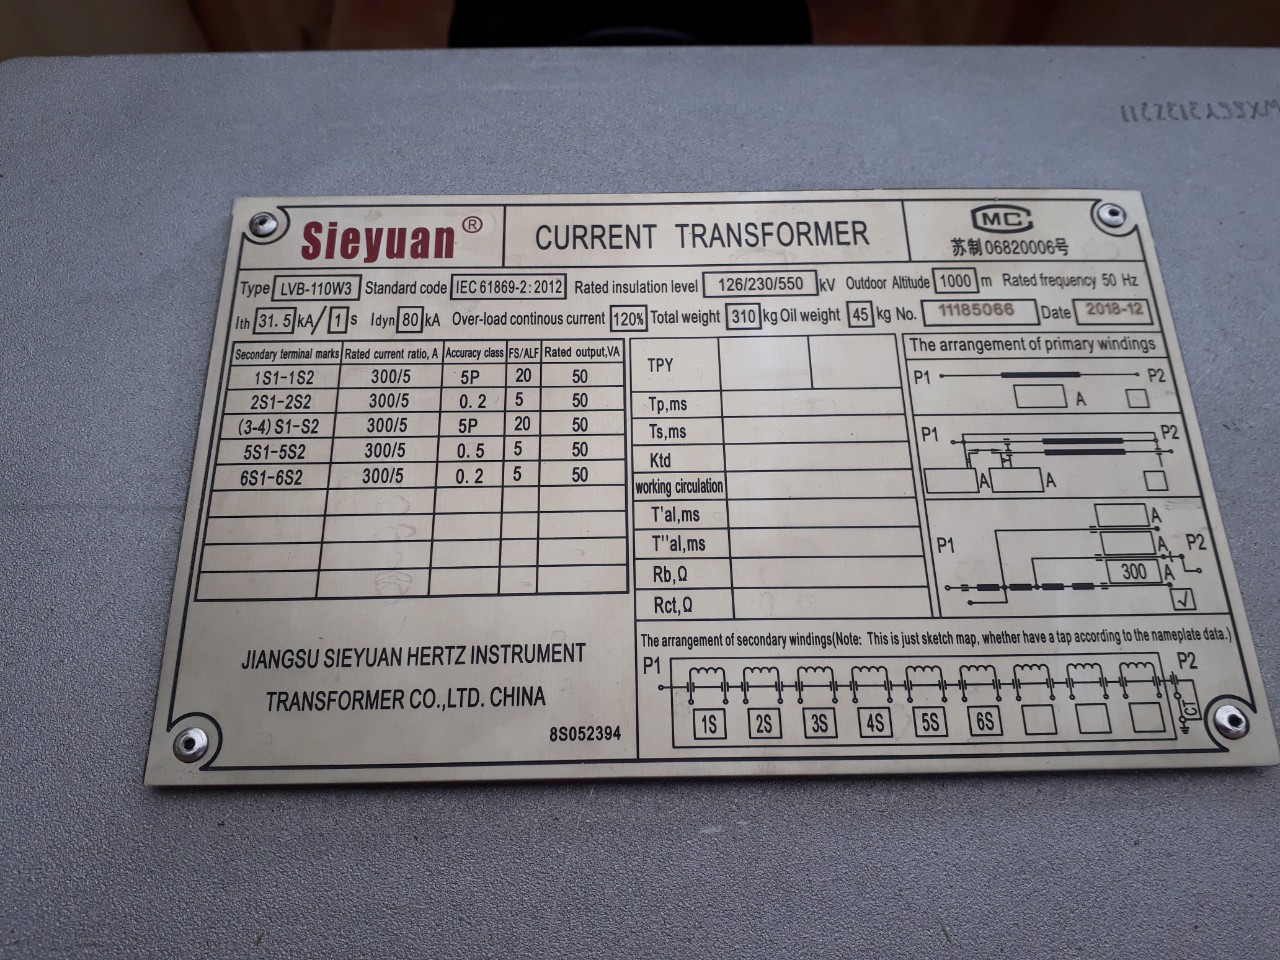 Sieyuan®
CURRENT TRANSFORMER
MC
苏制06820006号
Type LVB-110W3 Standard code IEC 61869-2:2012 Rated insulation level 126/230/550 kV Outdoor Altitude 1000 m Rated frequency 50 Hz
Ith 31.5 kA/ 1 s Idyn 80 kA Over-load continous current 120% Total weight 310 kg Oil weight 45 kg No. 11185066 Date 2018-12
Secondary terminal marks Rated current ratio, A Accuracy class FS/ALF Rated output,VA
1S1-1S2 300/5 5P 20 50
2S1-2S2 300/5 0.2 5 50
(3-4)S1-S2 300/5 5P 20 50
5S1-5S2 300/5 0.5 5 50
6S1-6S2 300/5 0.2 5 50
JIANGSU SIEYUAN HERTZ INSTRUMENT
TRANSFORMER CO.,LTD. CHINA
8S052394
TPY
Tp,ms
Ts,ms
Ktd
working circulation
T'al,ms
T''al,ms
Rb,Ω
Rct,Ω
The arrangement of primary windings
P1 P2
A
P1 P2
A A
A
P1 A P2
300 A
√
The arrangement of secondary windings(Note: This is just sketch map, whether have a tap according to the nameplate data.)
P1 P2
1S 2S 3S 4S 5S 6S CT